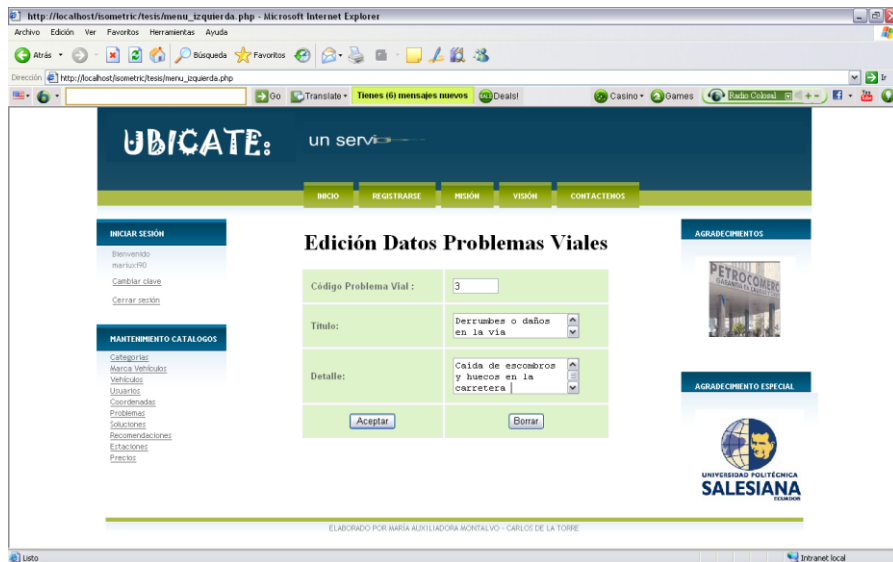 http://localhost/isometric/tesis/menu_izquierda.php - Microsoft Internet Explorer
Archivo Edición Ver Favoritos Herramientas Ayuda
Atrás Búsqueda Favoritos
Dirección http://localhost/isometric/tesis/menu_izquierda.php Ir
Go Translate Tienes (6) mensajes nuevos Deals! Casino Games Radio Colosal
UBICATE: un servi
INICIO REGISTRARSE MISIÓN VISIÓN CONTACTENOS
INICIAR SESIÓN
Bienvenido
mariuxi90
Cambiar clave
Cerrar sesión
MANTENIMIENTO CATALOGOS
Categorias
Marca Vehículos
Vehículos
Usuarios
Coordenadas
Problemas
Soluciones
Recomendaciones
Estaciones
Precios
Edición Datos Problemas Viales
Código Problema Vial : 3
Título: Derrumbes o daños
en la via
Detalle: Caida de escombros
y huecos en la
carretera
Aceptar Borrar
AGRADECIMIENTOS
PETROCOMERC
AGRADECIMIENTO ESPECIAL
UNIVERSIDAD POLITÉCNICA
SALESIANA
ECUADOR
ELABORADO POR MARÍA AUXILIADORA MONTALVO - CARLOS DE LA TORRE
Listo Intranet local